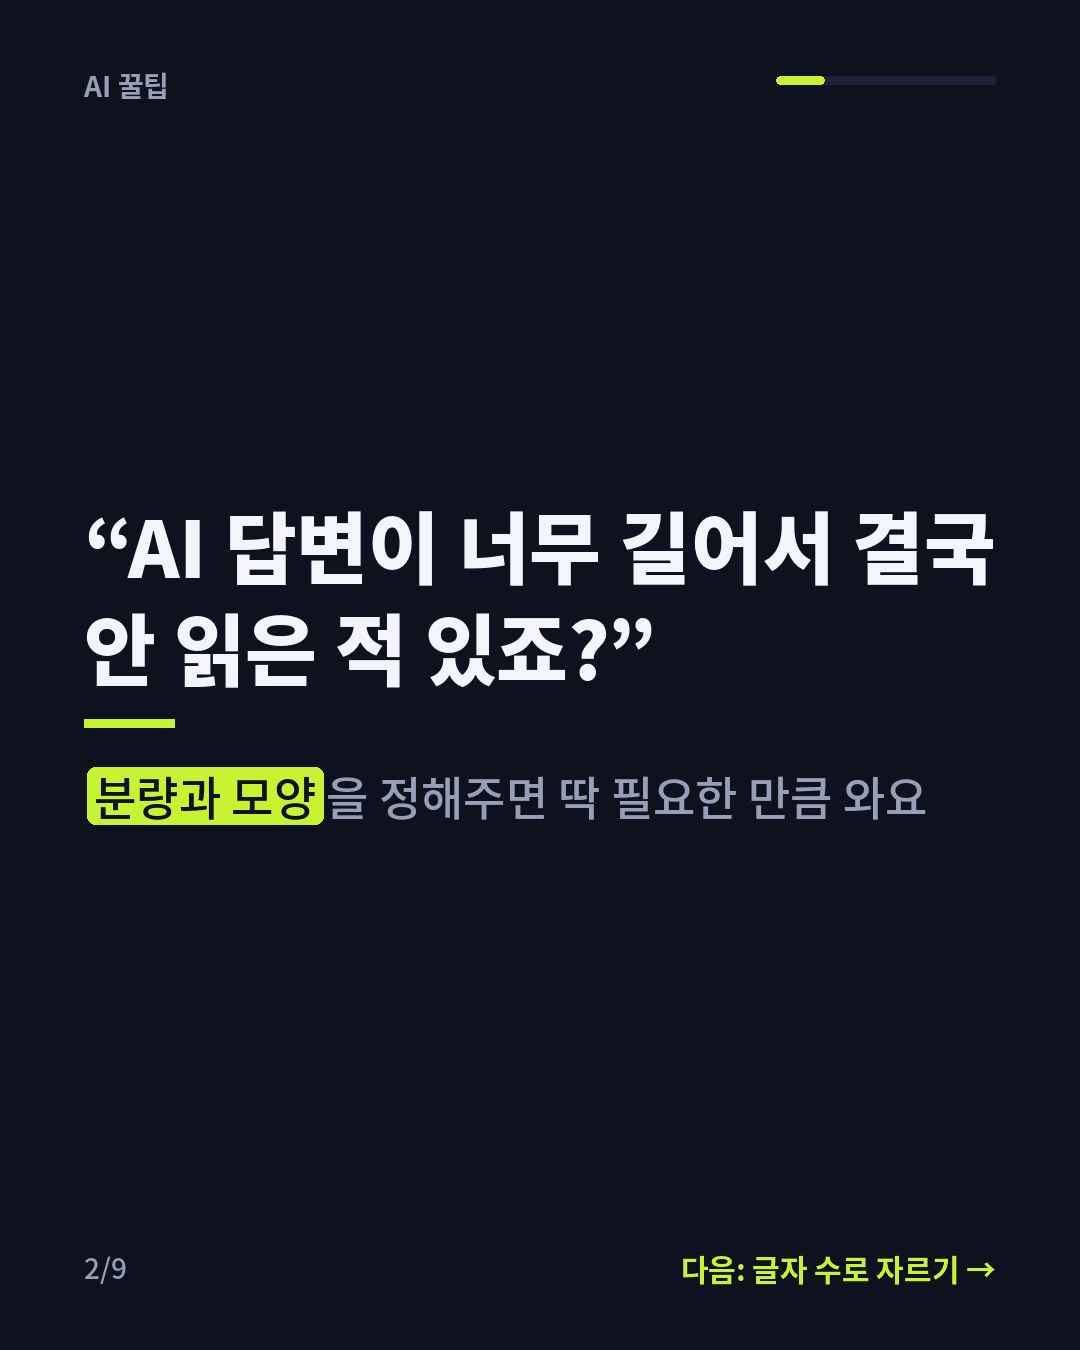 AI 꿀팁
“AI 답변이 너무 길어서 결국
안 읽은 적 있죠?”
분량과 모양을 정해주면 딱 필요한 만큼 와요
2/9
다음: 글자 수로 자르기 →